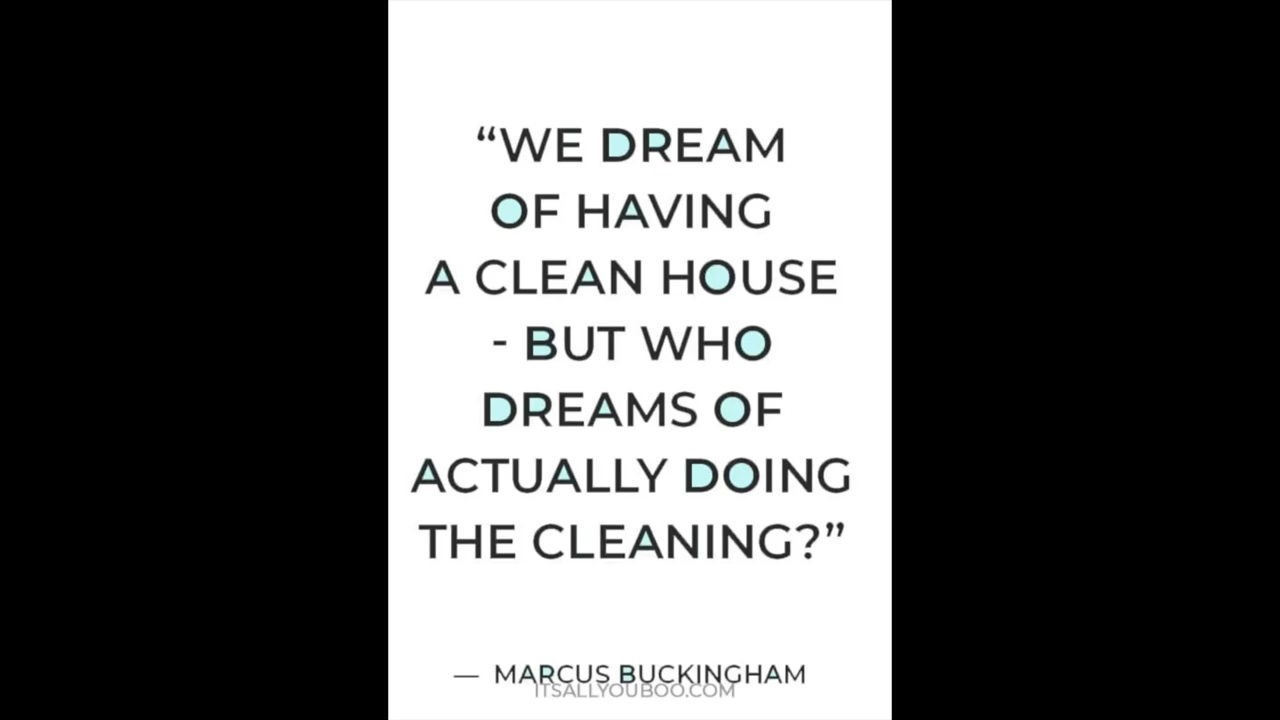 “WE DREAM
OF HAVING
A CLEAN HOUSE
- BUT WHO
DREAMS OF
ACTUALLY DOING
THE CLEANING?”
— MARCUS BUCKINGHAM
ITSALLYOUBOO.COM